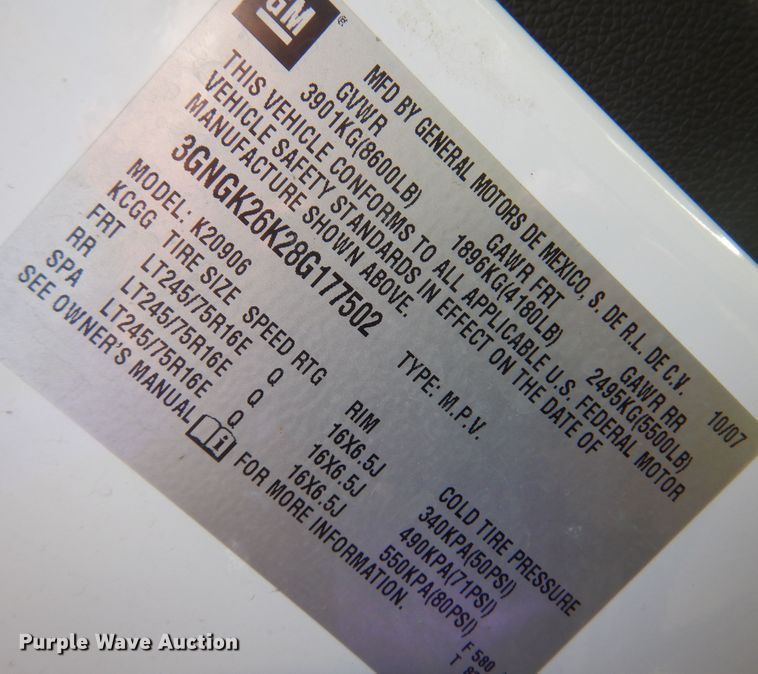 GM
MFD BY GENERAL MOTORS DE MEXICO, S. DE R.L. DE C.V. 10/07
GVWR GAWR FRT GAWR RR
3901KG(8600LB) 1896KG(4180LB) 2495KG(5500LB)
THIS VEHICLE CONFORMS TO ALL APPLICABLE U.S. FEDERAL MOTOR
VEHICLE SAFETY STANDARDS IN EFFECT ON THE DATE OF
MANUFACTURE SHOWN ABOVE.
3GNGK26K28G177502 TYPE: M.P.V.
MODEL: K20906
KCGG TIRE SIZE SPEED RTG RIM COLD TIRE PRESSURE
FRT LT245/75R16E Q 16X6.5J 340KPA(50PSI)
RR LT245/75R16E Q 16X6.5J 490KPA(71PSI)
SPA LT245/75R16E Q 16X6.5J 550KPA(80PSI)
SEE OWNER'S MANUAL FOR MORE INFORMATION.
F 580
T
Purple Wave Auction